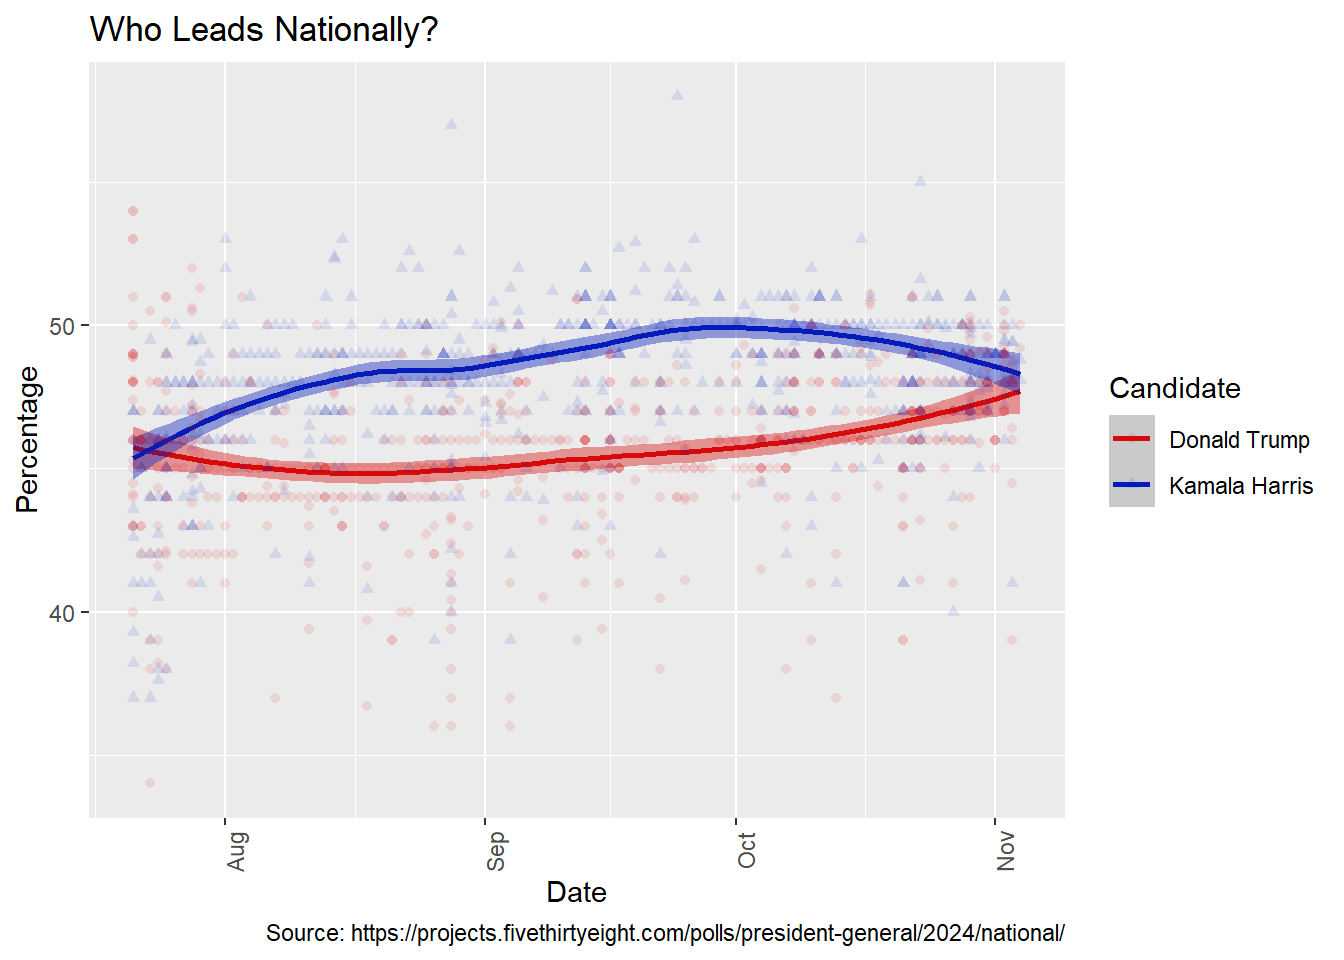 Who Leads Nationally?
Percentage
50
40
Aug
Sep
Oct
Nov
Date
Candidate
Donald Trump
Kamala Harris
Source: https://projects.fivethirtyeight.com/polls/president-general/2024/national/